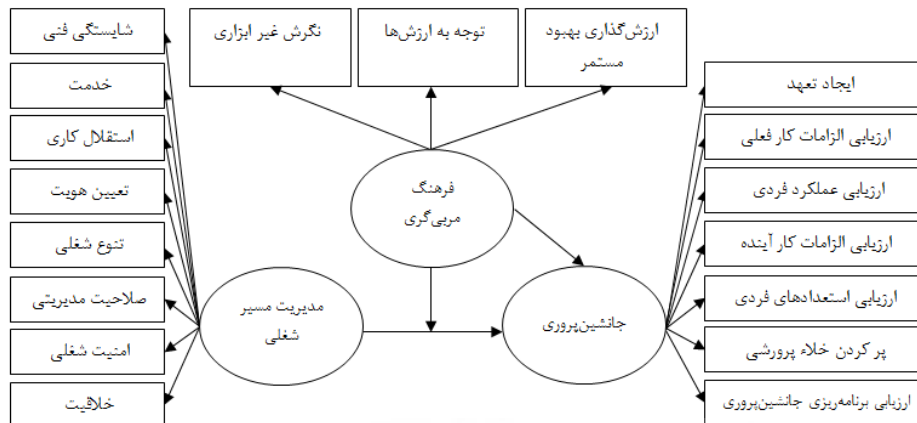 ارزش‌گذاری بهبود
مستمر
توجه به ارزش‌ها
نگرش غیر ابزاری
شایستگی فنی
خدمت
استقلال کاری
تعیین هویت
تنوع شغلی
صلاحیت مدیریتی
امنیت شغلی
خلاقیت
فرهنگ
مربی‌گری
مدیریت مسیر
شغلی
جانشین‌پروری
ایجاد تعهد
ارزیابی الزامات کار فعلی
ارزیابی عملکرد فردی
ارزیابی الزامات کار آینده
ارزیابی استعدادهای فردی
پر کردن خلاء پرورشی
ارزیابی برنامه‌ریزی جانشین‌پروری